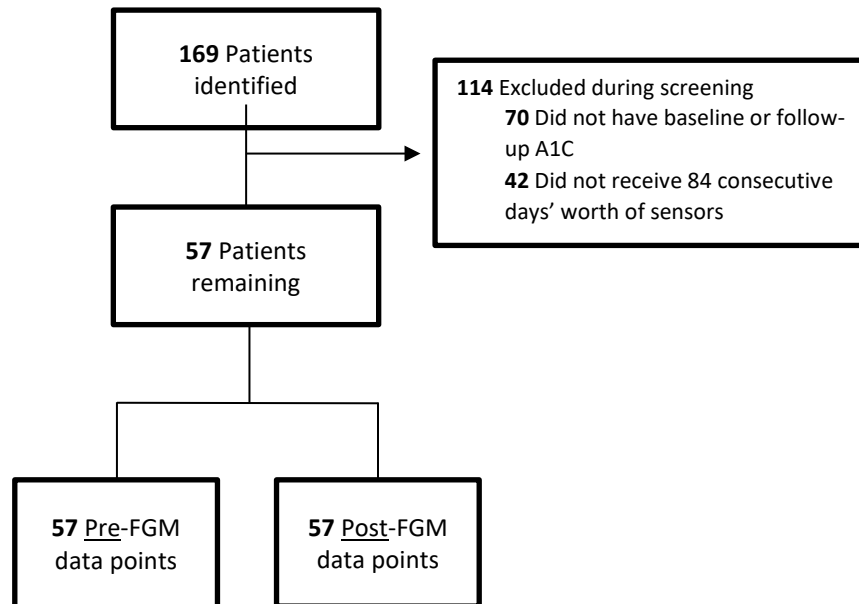 169 Patients
identified
114 Excluded during screening
70 Did not have baseline or follow-
up A1C
42 Did not receive 84 consecutive
days’ worth of sensors
57 Patients
remaining
57 Pre-FGM
data points
57 Post-FGM
data points